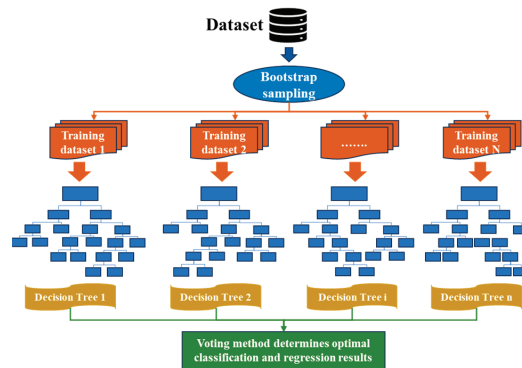 Dataset
Bootstrap
sampling
Training
dataset 1
Training
dataset 2
.......
Training
dataset N
Decision Tree 1
Decision Tree 2
Decision Tree i
Decision Tree n
Voting method determines optimal
classification and regression results